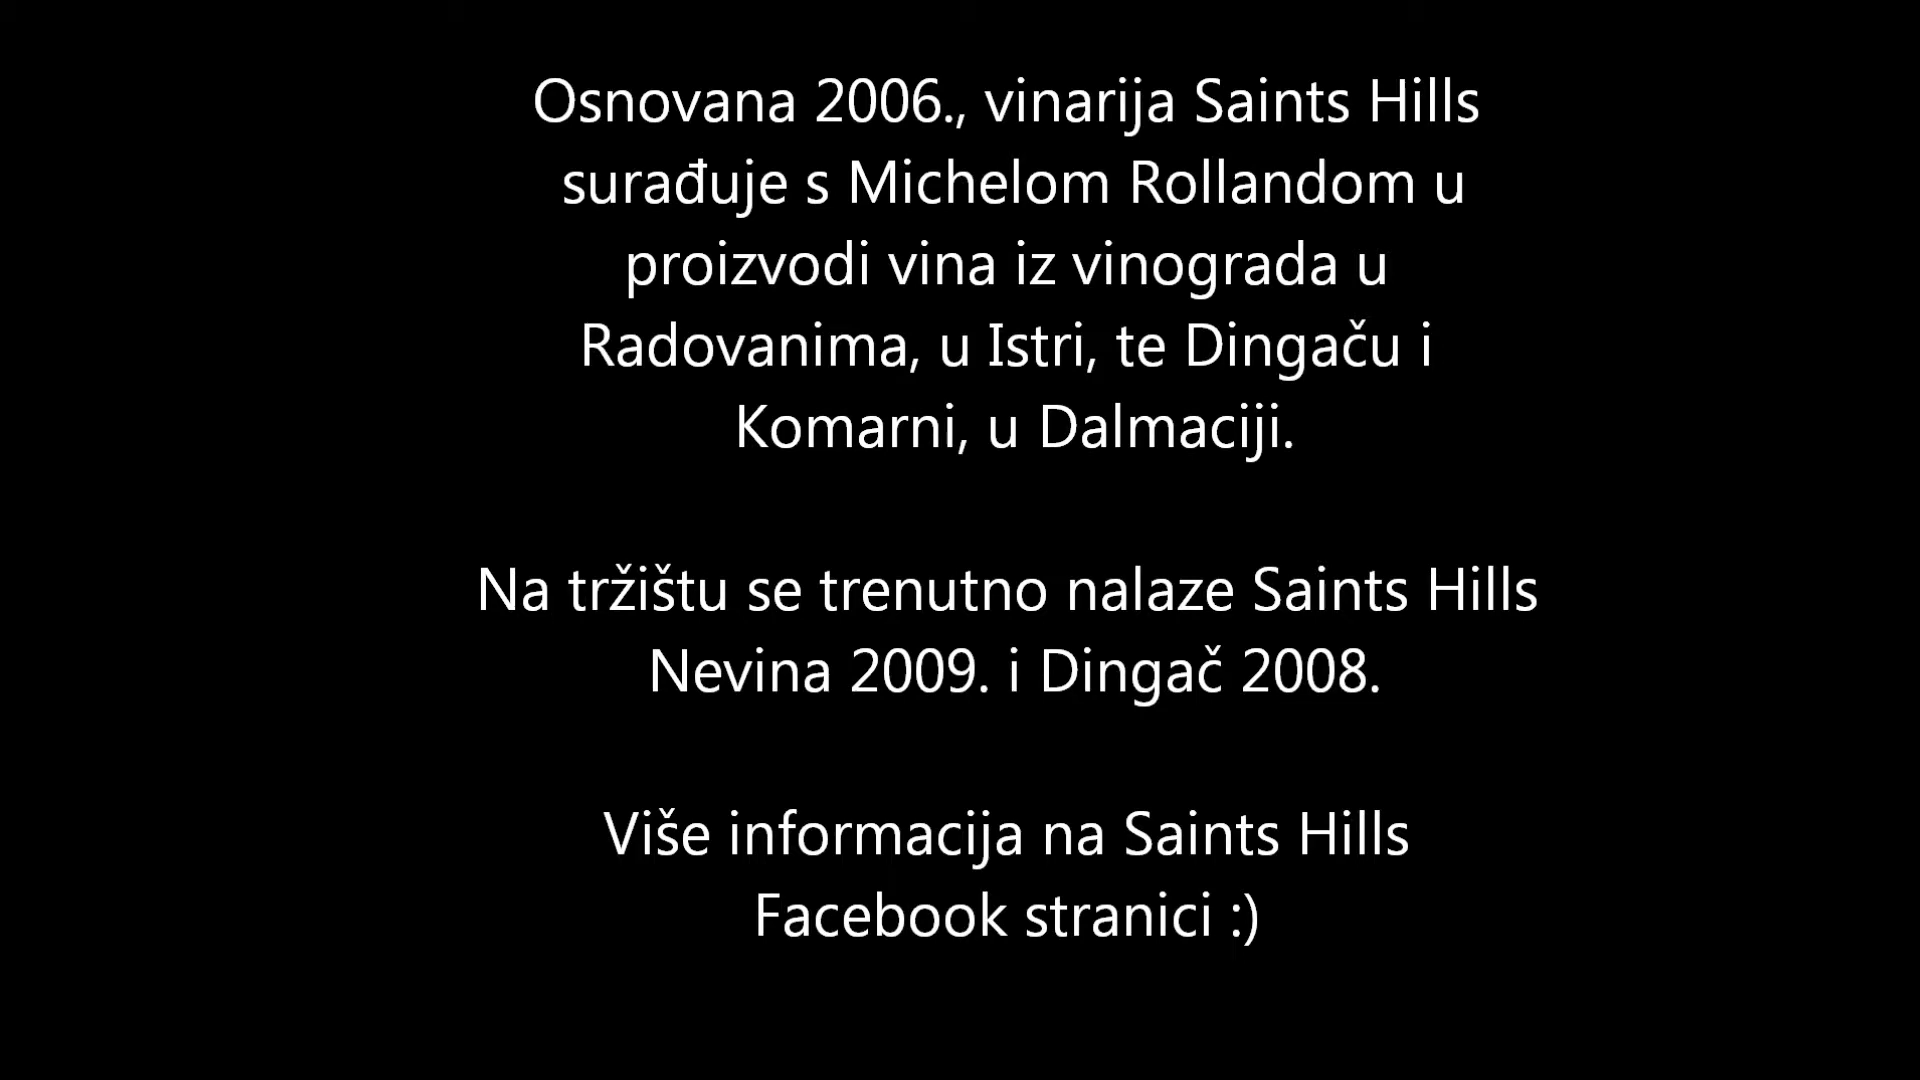 Osnovana 2006., vinarija Saints Hills
surađuje s Michelom Rollandom u
proizvodi vina iz vinograda u
Radovanima, u Istri, te Dingaču i
Komarni, u Dalmaciji.
Na tržištu se trenutno nalaze Saints Hills
Nevina 2009. i Dingač 2008.
Više informacija na Saints Hills
Facebook stranici :)